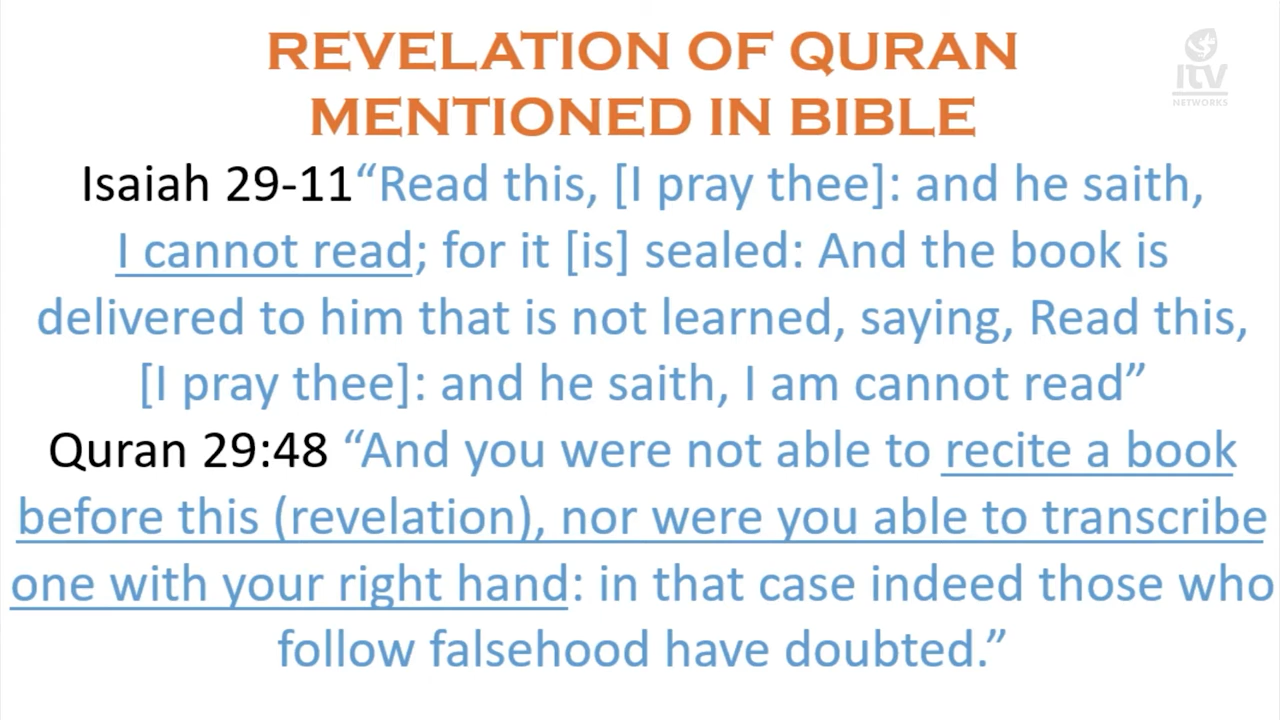 REVELATION OF QURAN
MENTIONED IN BIBLE
Isaiah 29-11“Read this, [I pray thee]: and he saith,
I cannot read; for it [is] sealed: And the book is
delivered to him that is not learned, saying, Read this,
[I pray thee]: and he saith, I am cannot read”
Quran 29:48 “And you were not able to recite a book
before this (revelation), nor were you able to transcribe
one with your right hand: in that case indeed those who
follow falsehood have doubted.”
itv
NETWORKS